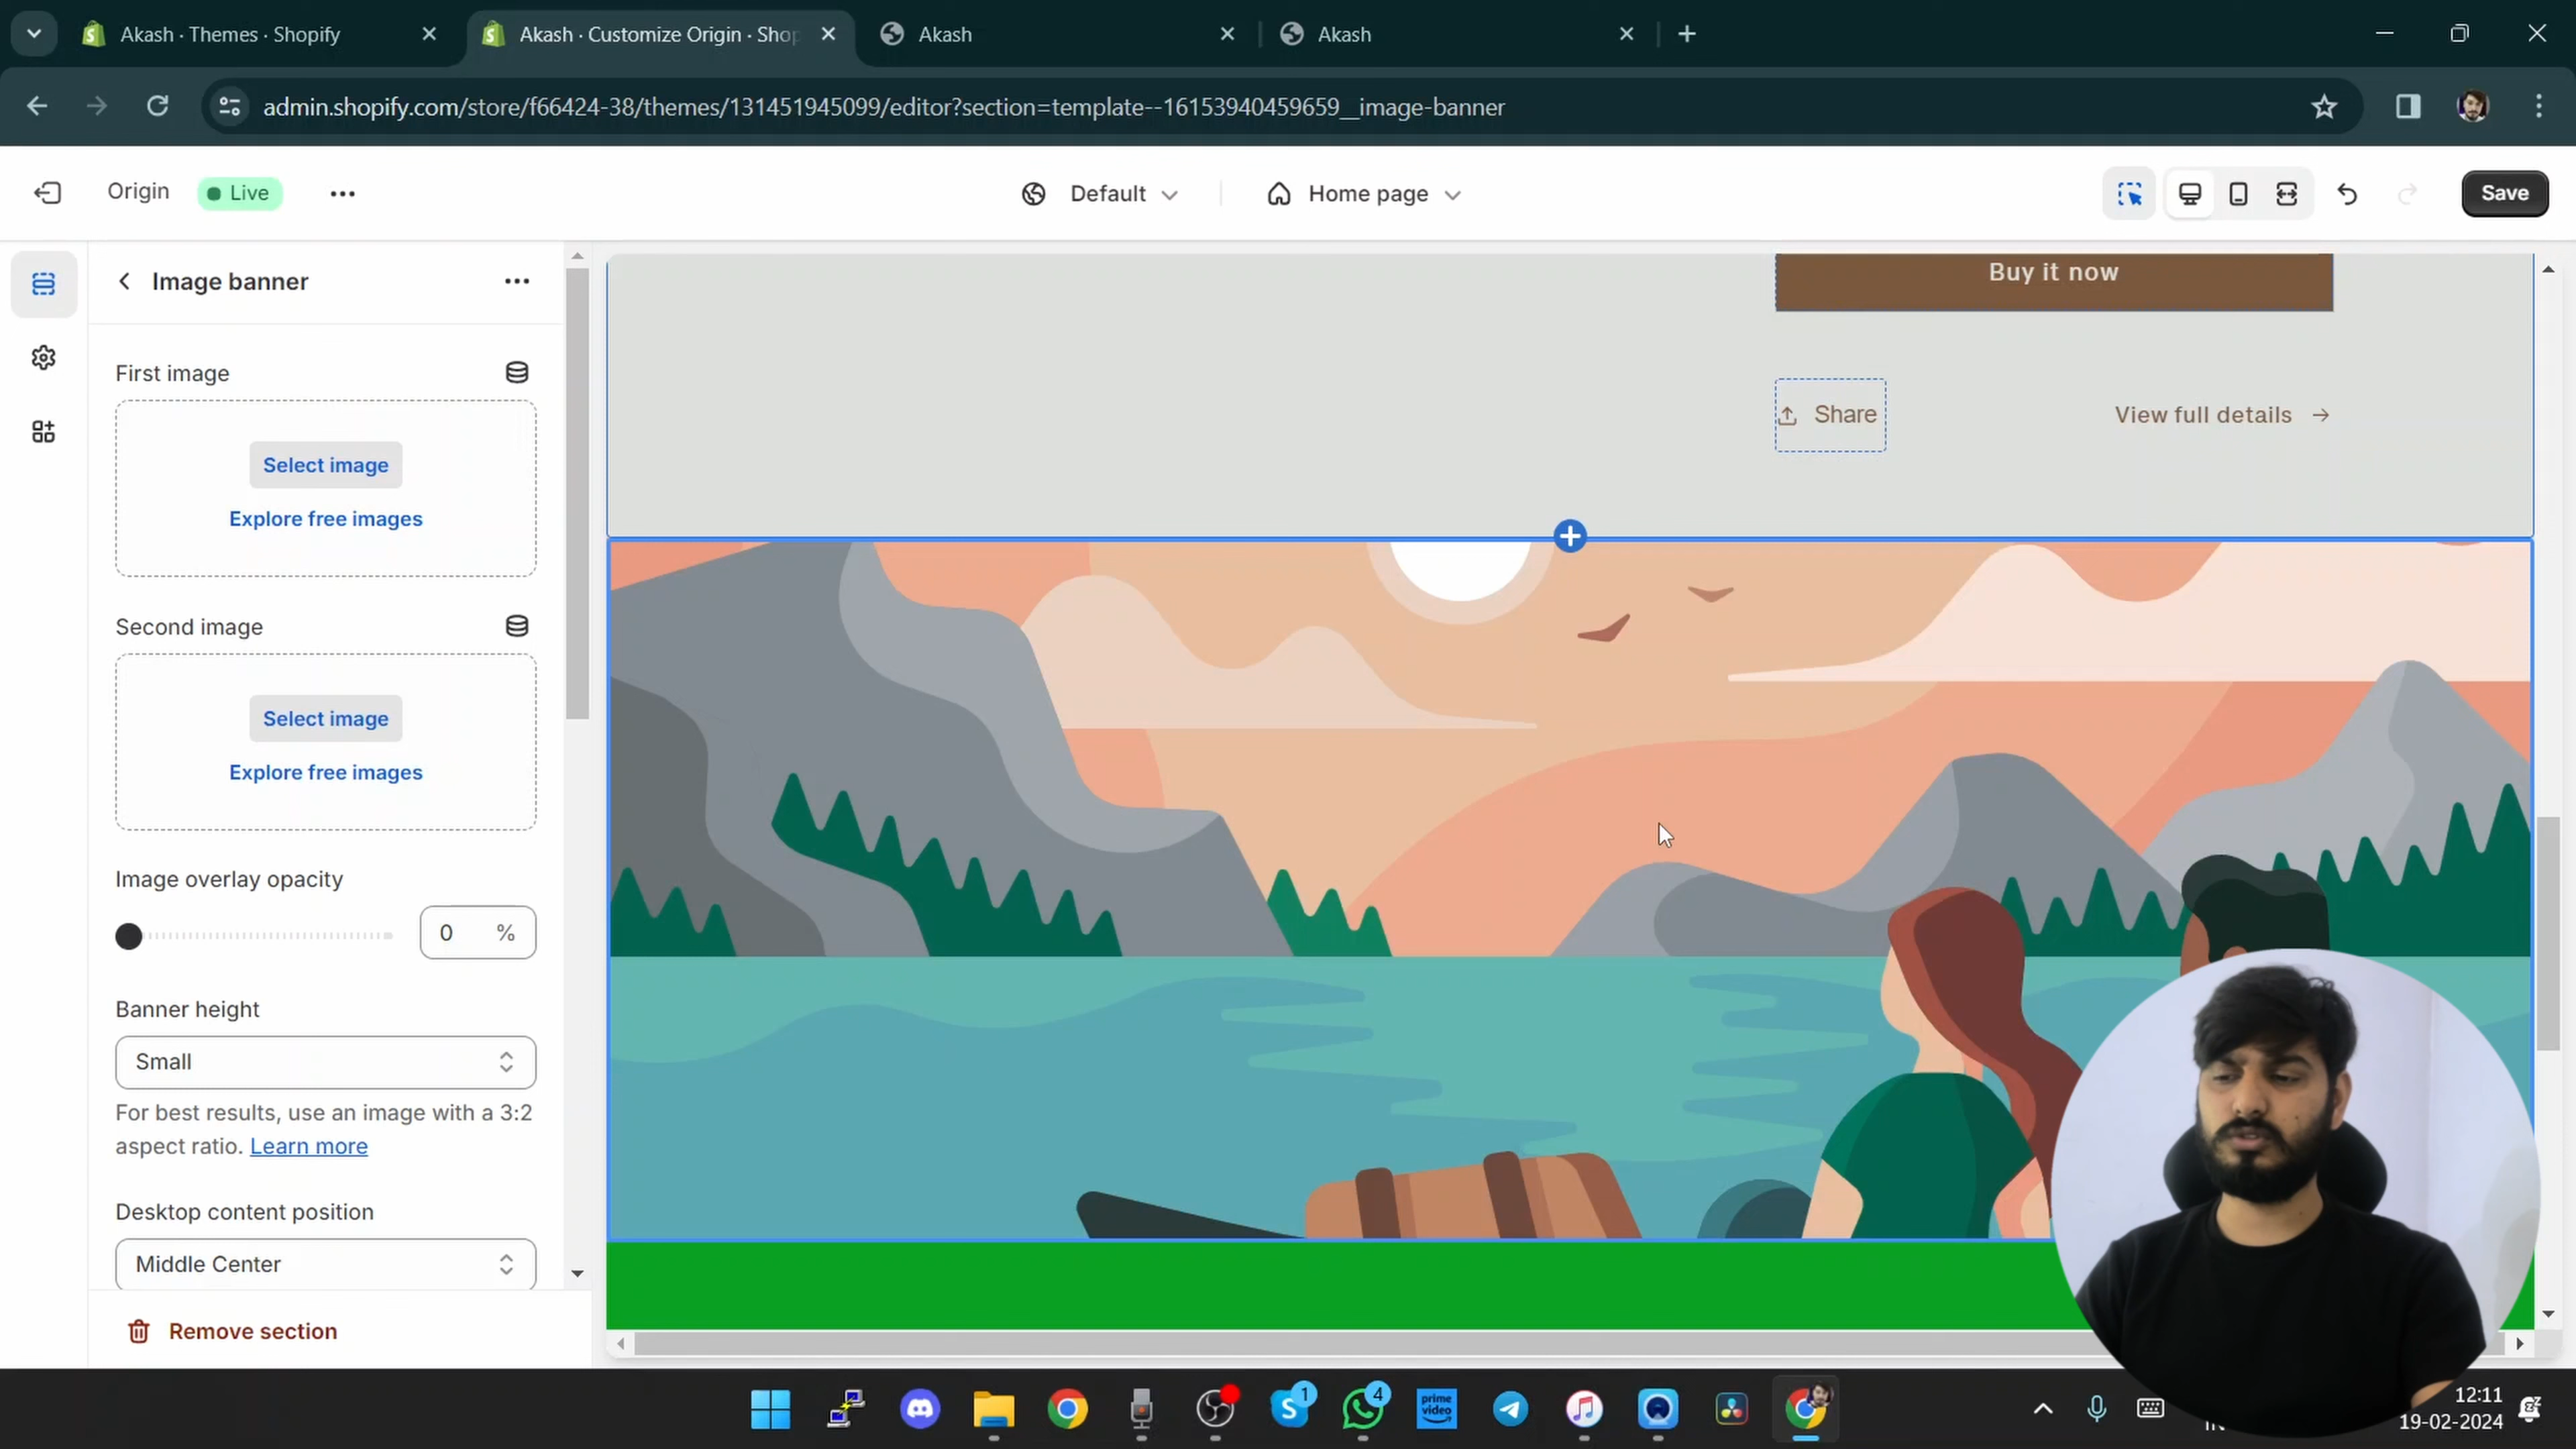 Akash · Themes · Shopify
Akash · Customize Origin · Shop
Akash
Akash
admin.shopify.com/store/f66424-38/themes/131451945099/editor?section=template--16153940459659__image-banner
Origin
Live
Default
Home page
Save
Image banner
First image
Select image
Explore free images
Second image
Select image
Explore free images
Image overlay opacity
0 %
Banner height
Small
For best results, use an image with a 3:2
aspect ratio. Learn more
Desktop content position
Middle Center
Remove section
Buy it now
Share
View full details
1
4
prime
video
12:11
19-02-2024